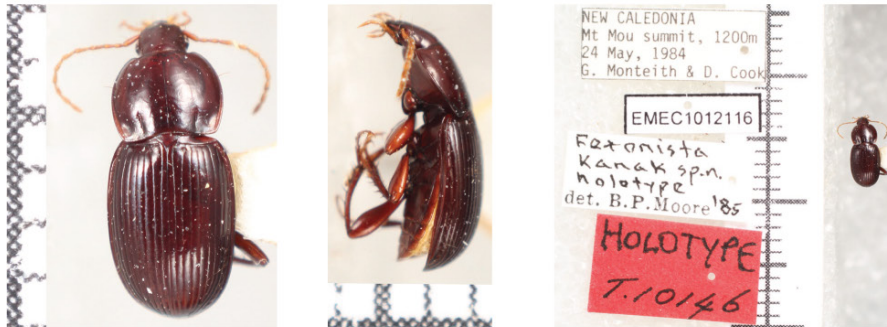 NEW CALEDONIA
Mt Mou summit, 1200m
24 May, 1984
G. Monteith & D. Cook
EMEC1012116
Faxonista
Kanak sp.n.
holotype
det. B.P.Moore '85
HOLOTYPE
T.10146